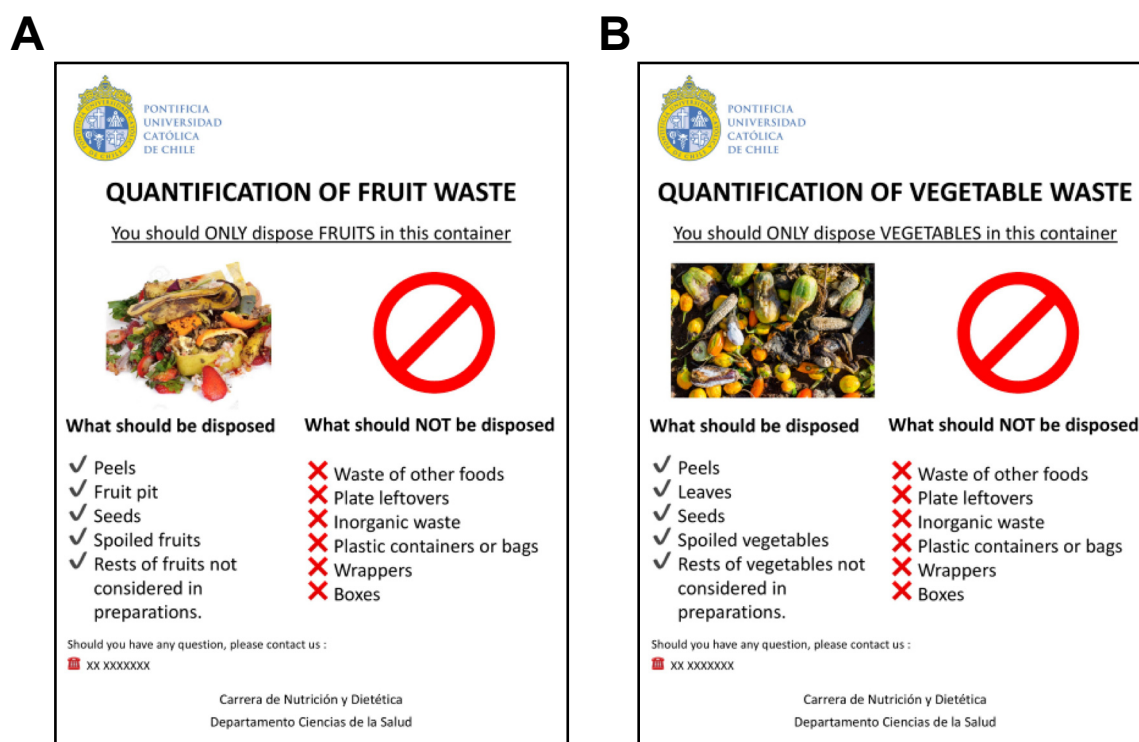 A
PONTIFICIA
UNIVERSIDAD
CATÓLICA
DE CHILE
QUANTIFICATION OF FRUIT WASTE
You should ONLY dispose FRUITS in this container
What should be disposed
Peels
Fruit pit
Seeds
Spoiled fruits
Rests of fruits not
considered in
preparations.
What should NOT be disposed
Waste of other foods
Plate leftovers
Inorganic waste
Plastic containers or bags
Wrappers
Boxes
Should you have any question, please contact us :
XX XXXXXXX
Carrera de Nutrición y Dietética
Departamento Ciencias de la Salud
B
PONTIFICIA
UNIVERSIDAD
CATÓLICA
DE CHILE
QUANTIFICATION OF VEGETABLE WASTE
You should ONLY dispose VEGETABLES in this container
What should be disposed
Peels
Leaves
Seeds
Spoiled vegetables
Rests of vegetables not
considered in
preparations.
What should NOT be disposed
Waste of other foods
Plate leftovers
Inorganic waste
Plastic containers or bags
Wrappers
Boxes
Should you have any question, please contact us :
XX XXXXXXX
Carrera de Nutrición y Dietética
Departamento Ciencias de la Salud